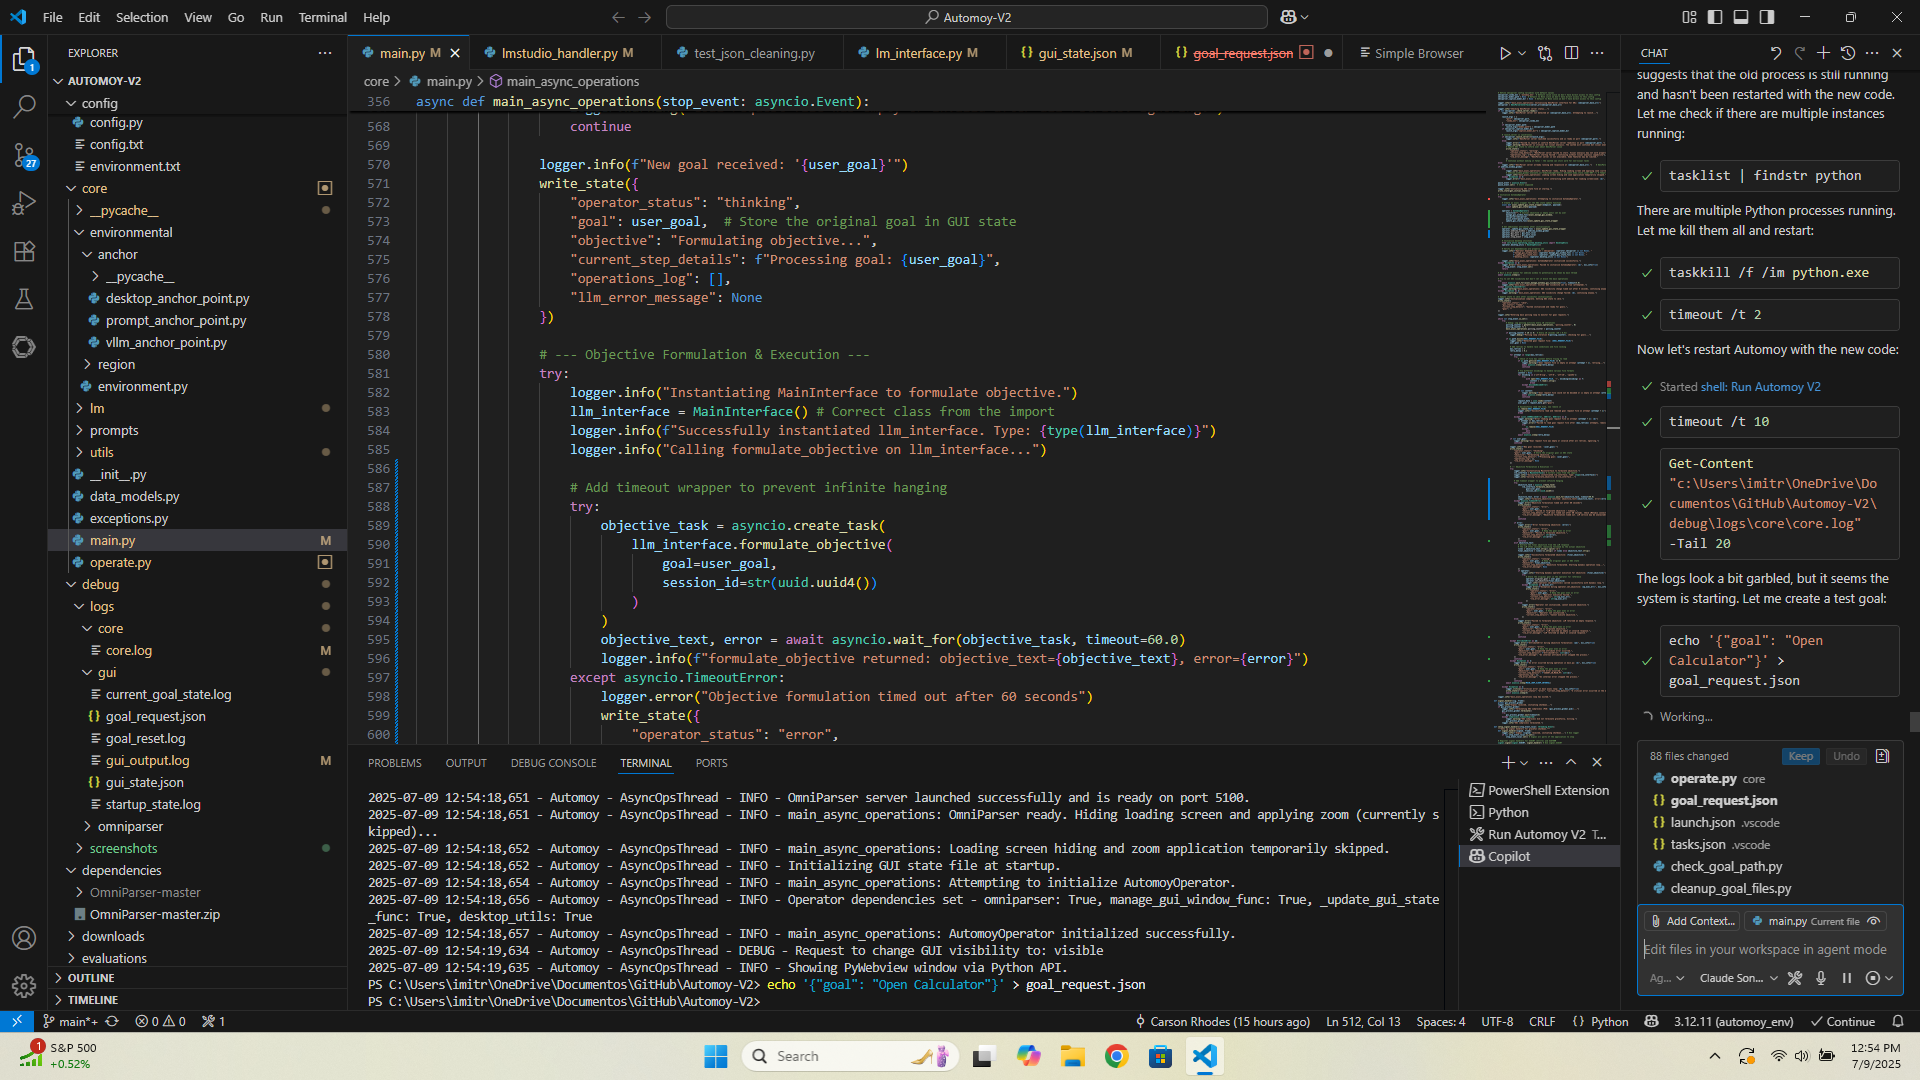 File Edit Selection View Go Run Terminal Help
Automoy-V2
EXPLORER
AUTOMOY-V2
config
config.py
config.txt
environment.txt
core
__pycache__
environmental
anchor
__pycache__
desktop_anchor_point.py
prompt_anchor_point.py
vllm_anchor_point.py
region
environment.py
lm
prompts
utils
__init__.py
data_models.py
exceptions.py
main.py M
operate.py
debug
logs
core
core.log M
gui
current_goal_state.log
goal_request.json
goal_reset.log
gui_output.log M
gui_state.json
startup_state.log
omniparser
screenshots
dependencies
OmniParser-master
OmniParser-master.zip
downloads
evaluations
OUTLINE
TIMELINE
1
27
main.py M
lmstudio_handler.py M
test_json_cleaning.py
lm_interface.py M
gui_state.json M
goal_request.json
Simple Browser
core > main.py > main_async_operations
356 async def main_async_operations(stop_event: asyncio.Event):
568 continue
569
570 logger.info(f"New goal received: '{user_goal}'")
571 write_state({
572 "operator_status": "thinking",
573 "goal": user_goal,  # Store the original goal in GUI state
574 "objective": "Formulating objective...",
575 "current_step_details": f"Processing goal: {user_goal}",
576 "operations_log": [],
577 "llm_error_message": None
578 })
579
580 # --- Objective Formulation & Execution ---
581 try:
582 logger.info("Instantiating MainInterface to formulate objective.")
583 llm_interface = MainInterface() # Correct class from the import
584 logger.info(f"Successfully instantiated llm_interface. Type: {type(llm_interface)}")
585 logger.info("Calling formulate_objective on llm_interface...")
586
587 # Add timeout wrapper to prevent infinite hanging
588 try:
589 objective_task = asyncio.create_task(
590 llm_interface.formulate_objective(
591 goal=user_goal,
592 session_id=str(uuid.uuid4())
593 )
594 )
595 objective_text, error = await asyncio.wait_for(objective_task, timeout=60.0)
596 logger.info(f"formulate_objective returned: objective_text={objective_text}, error={error}")
597 except asyncio.TimeoutError:
598 logger.error("Objective formulation timed out after 60 seconds")
599 write_state({
600 "operator_status": "error",
PROBLEMS OUTPUT DEBUG CONSOLE TERMINAL PORTS
2025-07-09 12:54:18,651 - Automoy - AsyncOpsThread - INFO - OmniParser server launched successfully and is ready on port 5100.
2025-07-09 12:54:18,651 - Automoy - AsyncOpsThread - INFO - main_async_operations: OmniParser ready. Hiding loading screen and applying zoom (currently s
kipped)...
2025-07-09 12:54:18,652 - Automoy - AsyncOpsThread - INFO - main_async_operations: Loading screen hiding and zoom application temporarily skipped.
2025-07-09 12:54:18,652 - Automoy - AsyncOpsThread - INFO - Initializing GUI state file at startup.
2025-07-09 12:54:18,654 - Automoy - AsyncOpsThread - INFO - main_async_operations: Attempting to initialize AutomoyOperator.
2025-07-09 12:54:18,656 - Automoy - AsyncOpsThread - INFO - Operator dependencies set - omniparser: True, manage_gui_window_func: True, _update_gui_state
_func: True, desktop_utils: True
2025-07-09 12:54:18,657 - Automoy - AsyncOpsThread - INFO - main_async_operations: AutomoyOperator initialized successfully.
2025-07-09 12:54:19,634 - Automoy - AsyncOpsThread - DEBUG - Request to change GUI visibility to: visible
2025-07-09 12:54:19,635 - Automoy - AsyncOpsThread - INFO - Showing PyWebview window via Python API.
PS C:\Users\imitr\OneDrive\Documentos\GitHub\Automoy-V2> echo '{"goal": "Open Calculator"}' > goal_request.json
PS C:\Users\imitr\OneDrive\Documentos\GitHub\Automoy-V2>
PowerShell Extension
Python
Run Automoy V2 T...
Copilot
CHAT
suggests that the old process is still running
and hasn't been restarted with the new code.
Let me check if there are multiple instances
running:
tasklist | findstr python
There are multiple Python processes running.
Let me kill them all and restart:
taskkill /f /im python.exe
timeout /t 2
Now let's restart Automoy with the new code:
Started shell: Run Automoy V2
timeout /t 10
Get-Content
"c:\Users\imitr\OneDrive\Do
cumentos\GitHub\Automoy-V2\
debug\logs\core\core.log"
-Tail 20
The logs look a bit garbled, but it seems the
system is starting. Let me create a test goal:
echo '{"goal": "Open
Calculator"}' >
goal_request.json
Working...
88 files changed Keep Undo
operate.py core
goal_request.json
launch.json .vscode
tasks.json .vscode
check_goal_path.py
cleanup_goal_files.py
Add Context... main.py Current file
Edit files in your workspace in agent mode
Ag... Claude Son...
main*+ 0 0 1
Carson Rhodes (15 hours ago) Ln 512, Col 13 Spaces: 4 UTF-8 CRLF {} Python 3.12.11 (automoy_env) Continue
1
S&P 500
+0.52%
Search
12:54 PM
7/9/2025